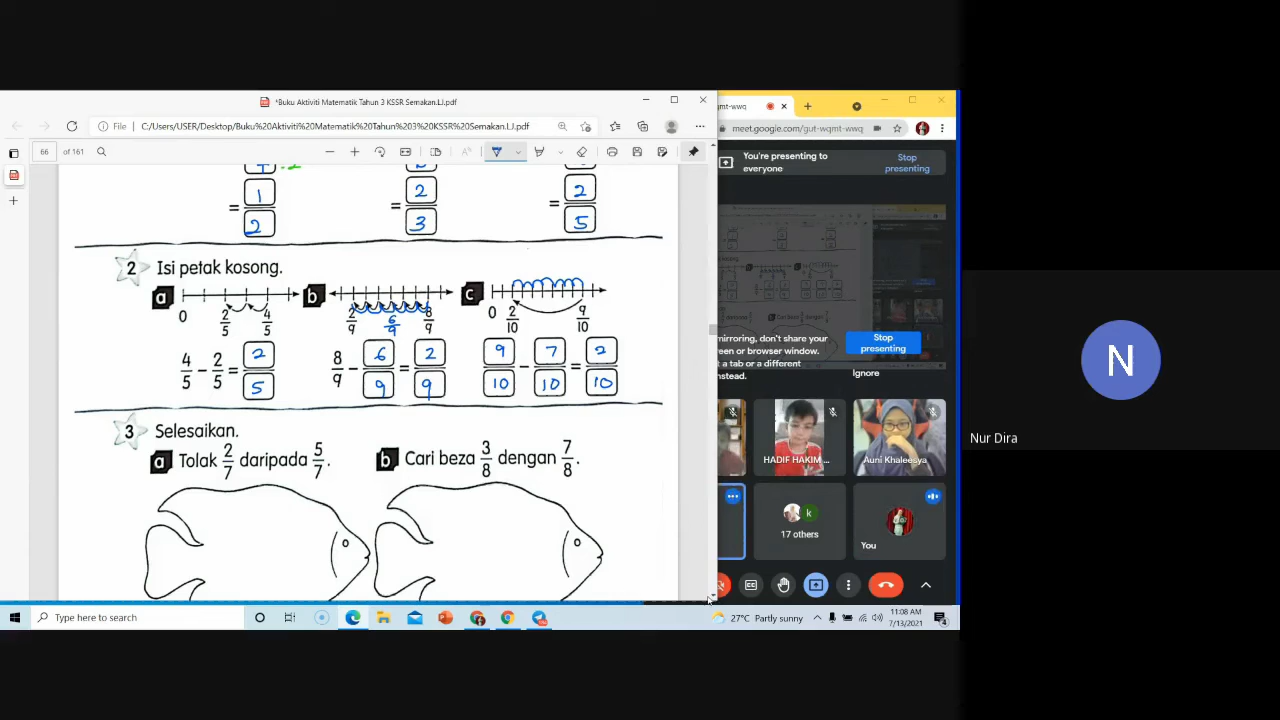 *Buku Aktiviti Matematik Tahun 3 KSSR Semakan.LJ.pdf
File
C:/Users/USER/Desktop/Buku%20Aktiviti%20Matematik%20Tahun%203%20KSSR%20Semakan.LJ.pdf
66 of 161
1 2 2
= 2 = 3 = 5
2 Isi petak kosong.
a b c
0 2/5 4/5
2/9 6/9 8/9
0 2/10 9/10
4/5 - 2/5 = 2/5
8/9 - 6/9 = 2/9
9/10 - 7/10 = 2/10
3 Selesaikan.
a Tolak 2/7 daripada 5/7.
b Cari beza 3/8 dengan 7/8.
mt-wwq
meet.google.com/gut-wqmt-wwq
You're presenting to everyone
Stop presenting
mirroring, don't share your
een or browser window.
t a tab or a different
nstead.
Stop presenting
Ignore
HADIF HAKIM ...
Auni Khaleesya
k
17 others
You
N
Nur Dira
Type here to search
27°C Partly sunny
11:08 AM
7/13/2021
4